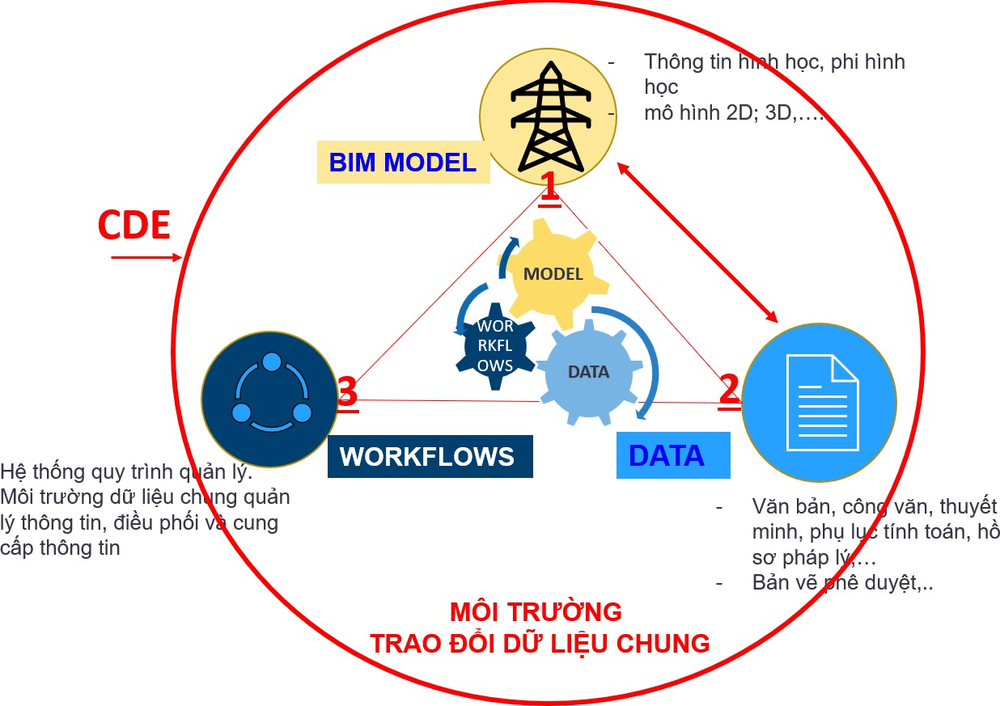 - Thông tin hình học, phi hình
học
- mô hình 2D; 3D,….
BIM MODEL
1
CDE
MODEL
WOR
RKFL
OWS
DATA
3
2
WORKFLOWS
DATA
Hệ thống quy trình quản lý.
Môi trường dữ liệu chung quản
lý thông tin, điều phối và cung
cấp thông tin
- Văn bản, công văn, thuyết
minh, phụ lục tính toán, hồ
sơ pháp lý,…
- Bản vẽ phê duyệt,..
MÔI TRƯỜNG
TRAO ĐỔI DỮ LIỆU CHUNG